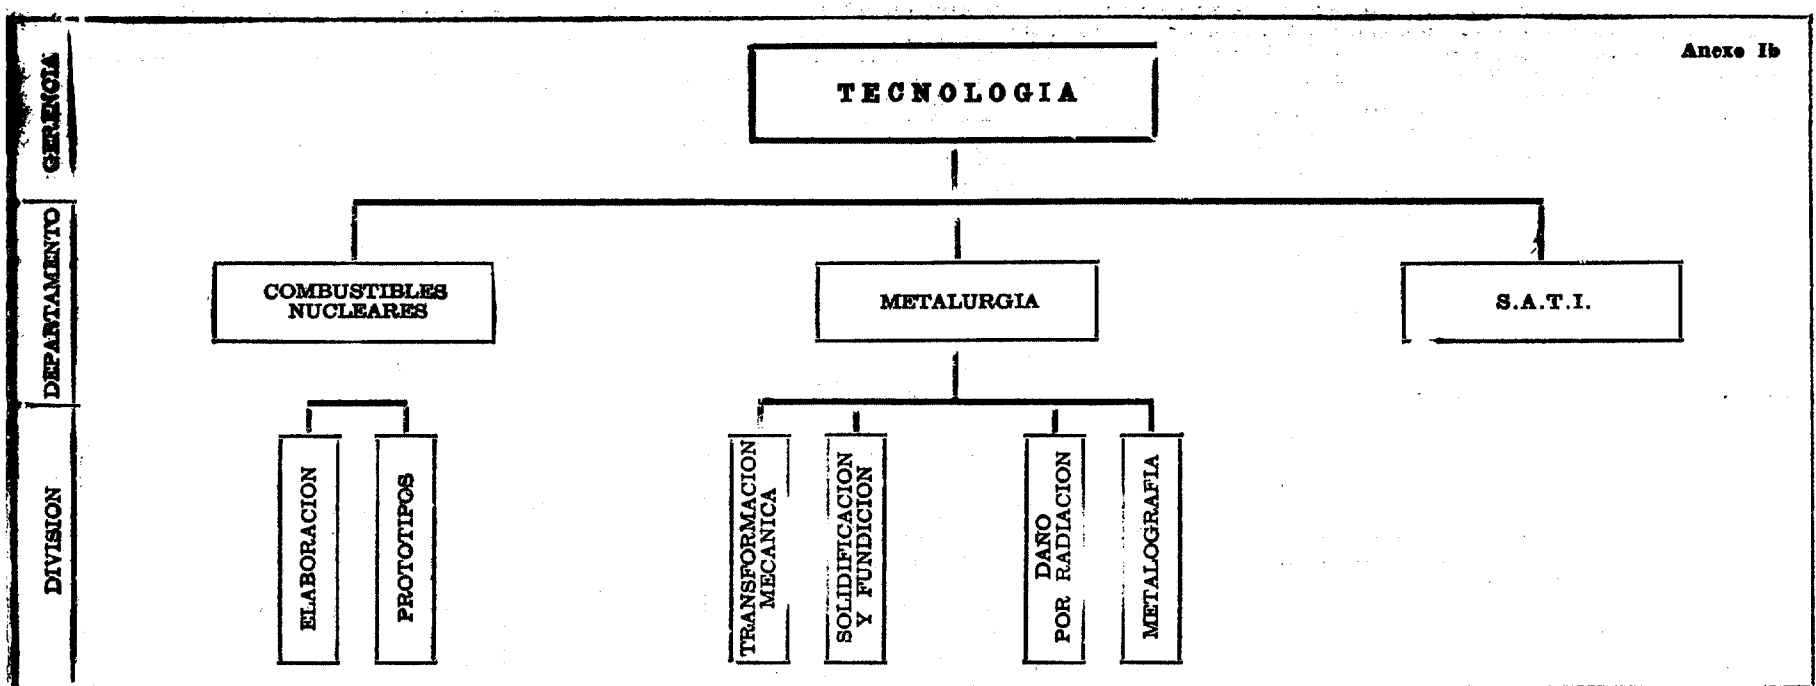 Anexo Ib
GERENCIA
TECNOLOGIA
DEPARTAMENTO
COMBUSTIBLES
NUCLEARES
METALURGIA
S.A.T.I.
DIVISION
ELABORACION
PROTOTIPOS
TRANSFORMACION
MECANICA
SOLIDIFICACION
Y FUNDICION
DAÑO
POR RADIACION
METALOGRAFIA